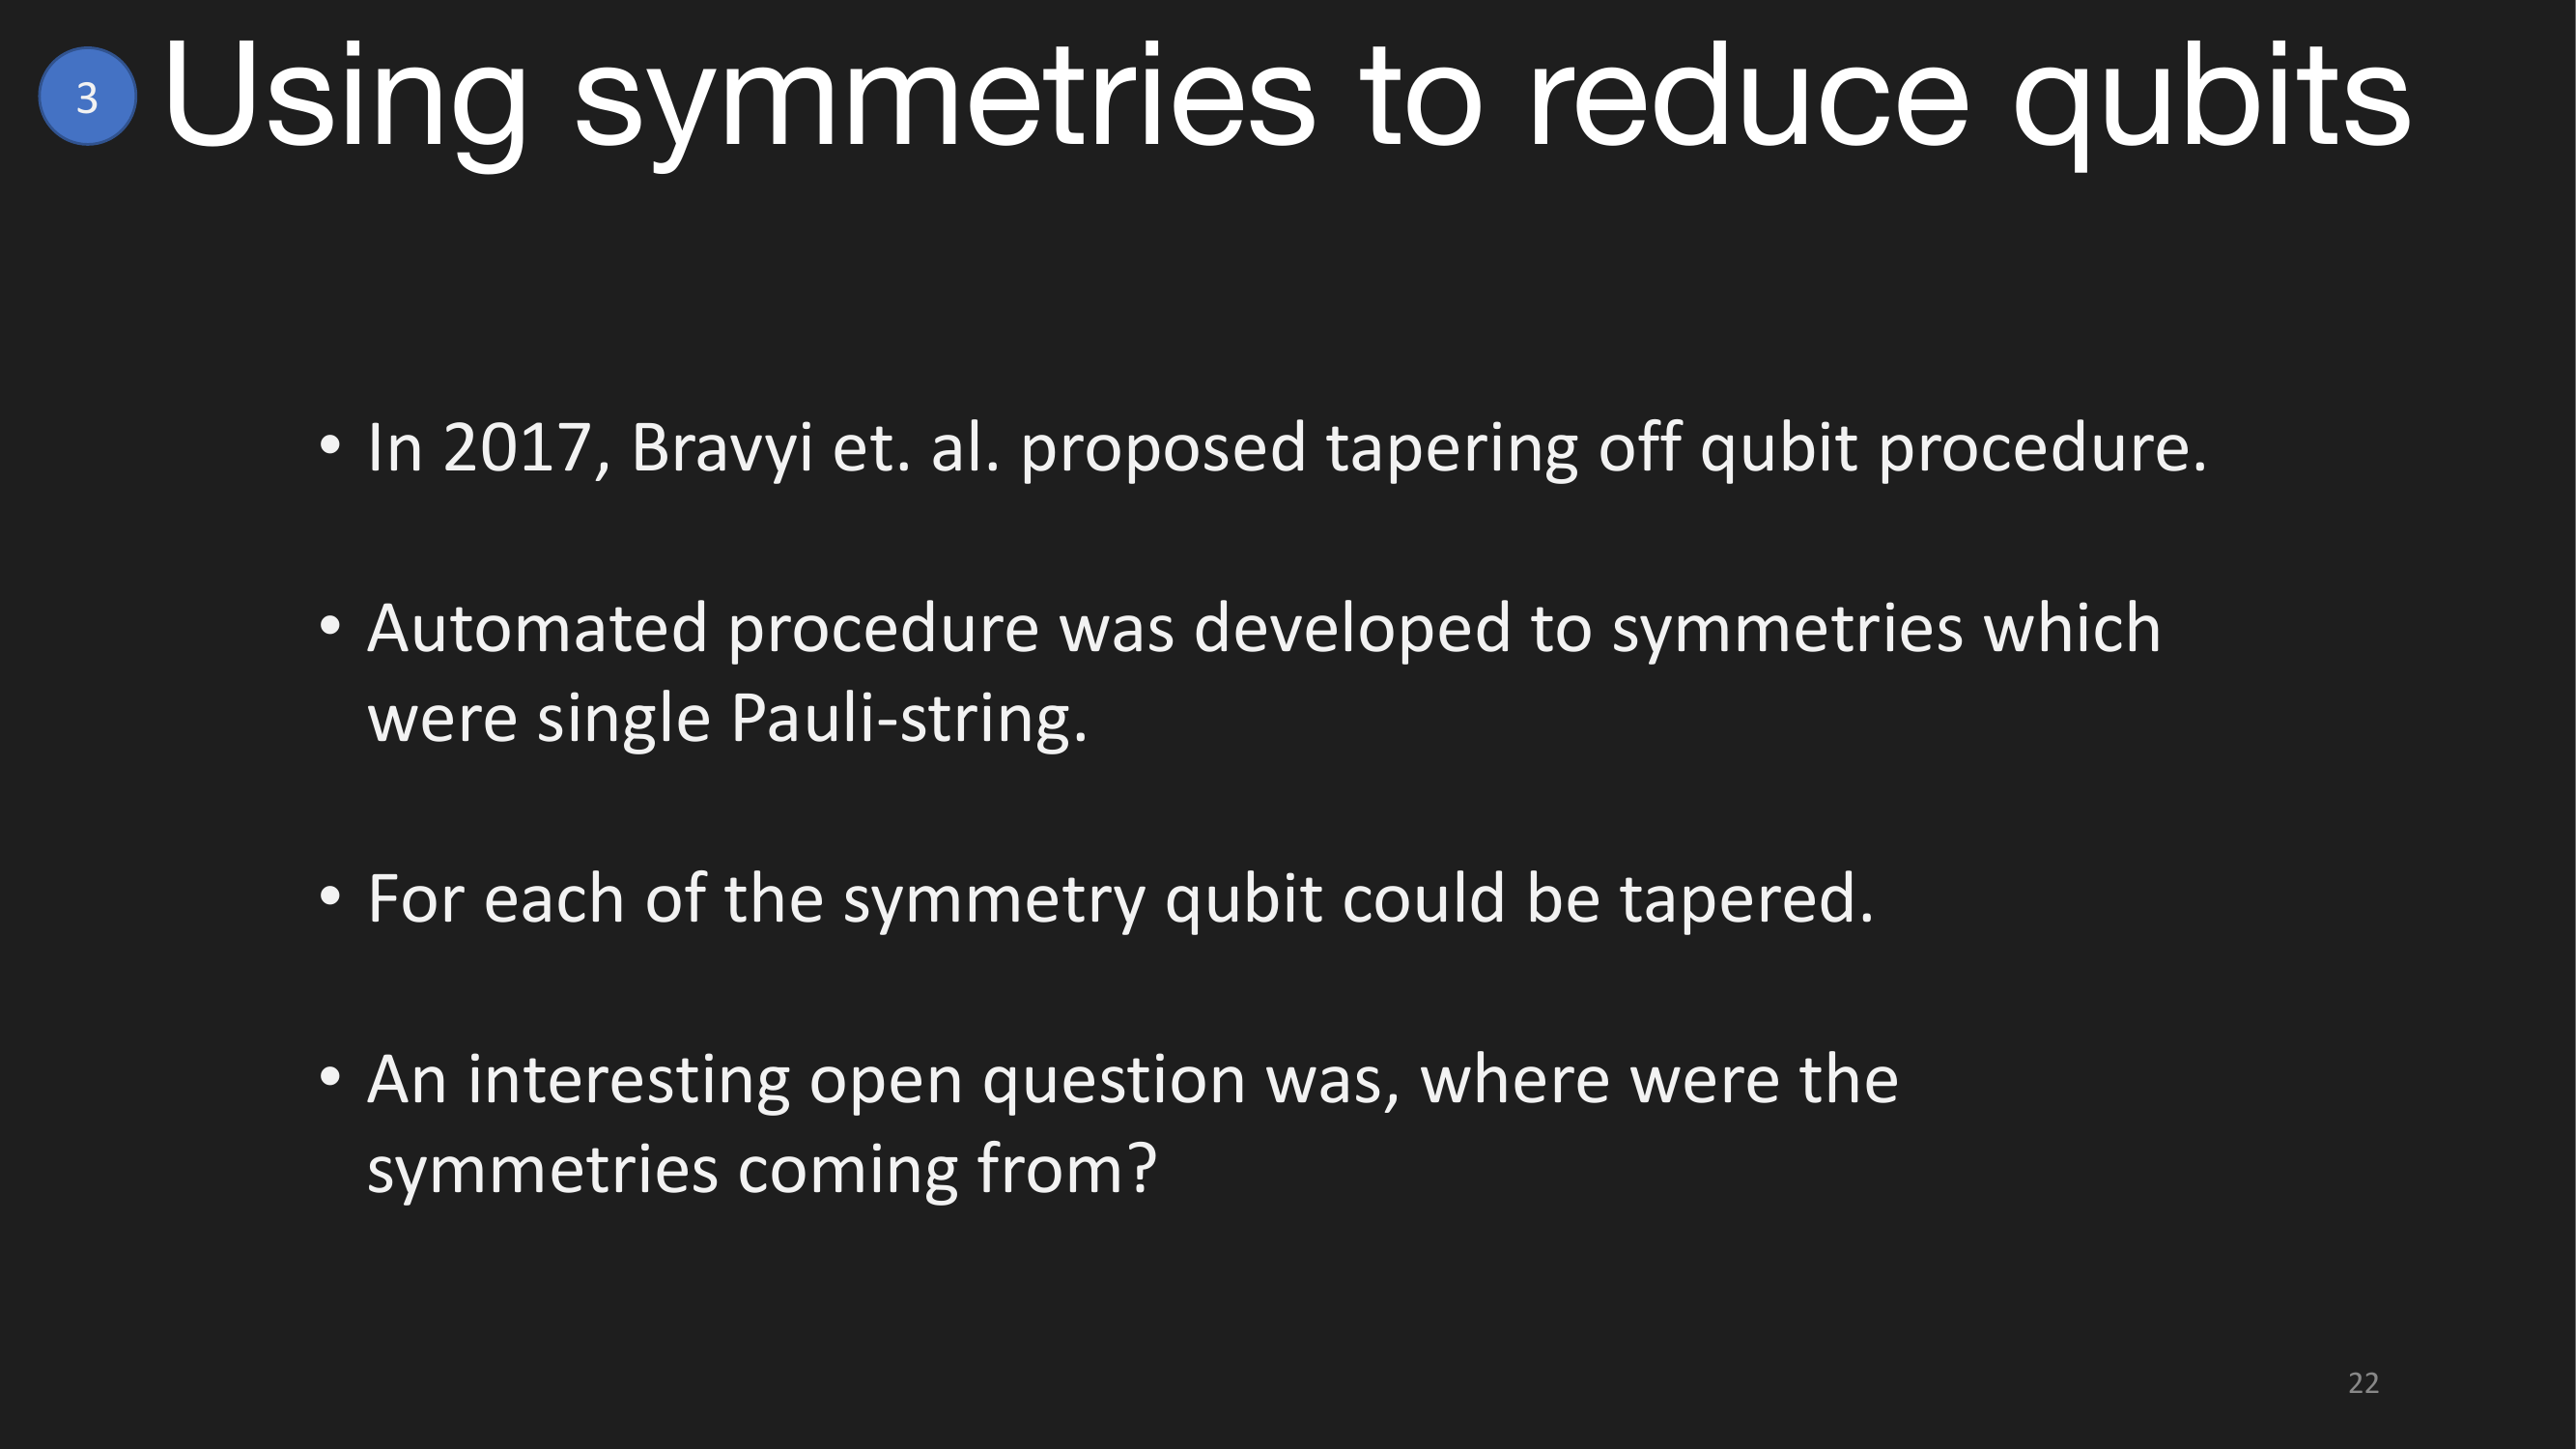 3
Using symmetries to reduce qubits
• In 2017, Bravyi et. al. proposed tapering off qubit procedure.
• Automated procedure was developed to symmetries which
were single Pauli-string.
• For each of the symmetry qubit could be tapered.
• An interesting open question was, where were the
symmetries coming from?
22